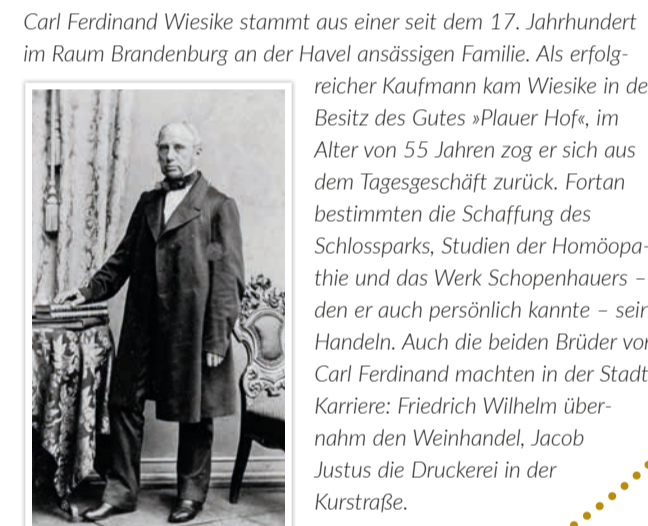 Carl Ferdinand Wiesike stammt aus einer seit dem 17. Jahrhundert
im Raum Brandenburg an der Havel ansässigen Familie. Als erfolg-
reicher Kaufmann kam Wiesike in de
Besitz des Gutes »Plauer Hof«, im
Alter von 55 Jahren zog er sich aus
dem Tagesgeschäft zurück. Fortan
bestimmten die Schaffung des
Schlossparks, Studien der Homöopa-
thie und das Werk Schopenhauers –
den er auch persönlich kannte – sein
Handeln. Auch die beiden Brüder vo
Carl Ferdinand machten in der Stadt
Karriere: Friedrich Wilhelm über-
nahm den Weinhandel, Jacob
Justus die Druckerei in der
Kurstraße.